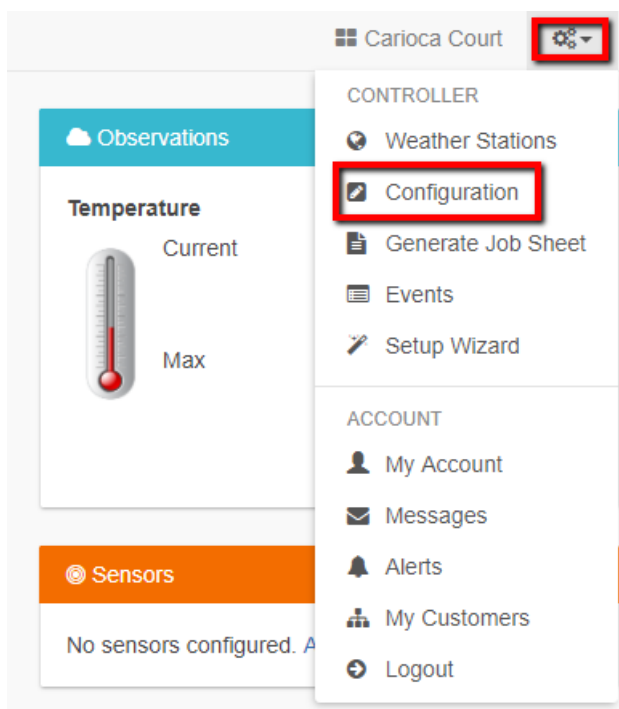 Carioca Court
CONTROLLER
Weather Stations
Configuration
Generate Job Sheet
Events
Setup Wizard
ACCOUNT
My Account
Messages
Alerts
My Customers
Logout
Observations
Temperature
Current
Max
Sensors
No sensors configured. A